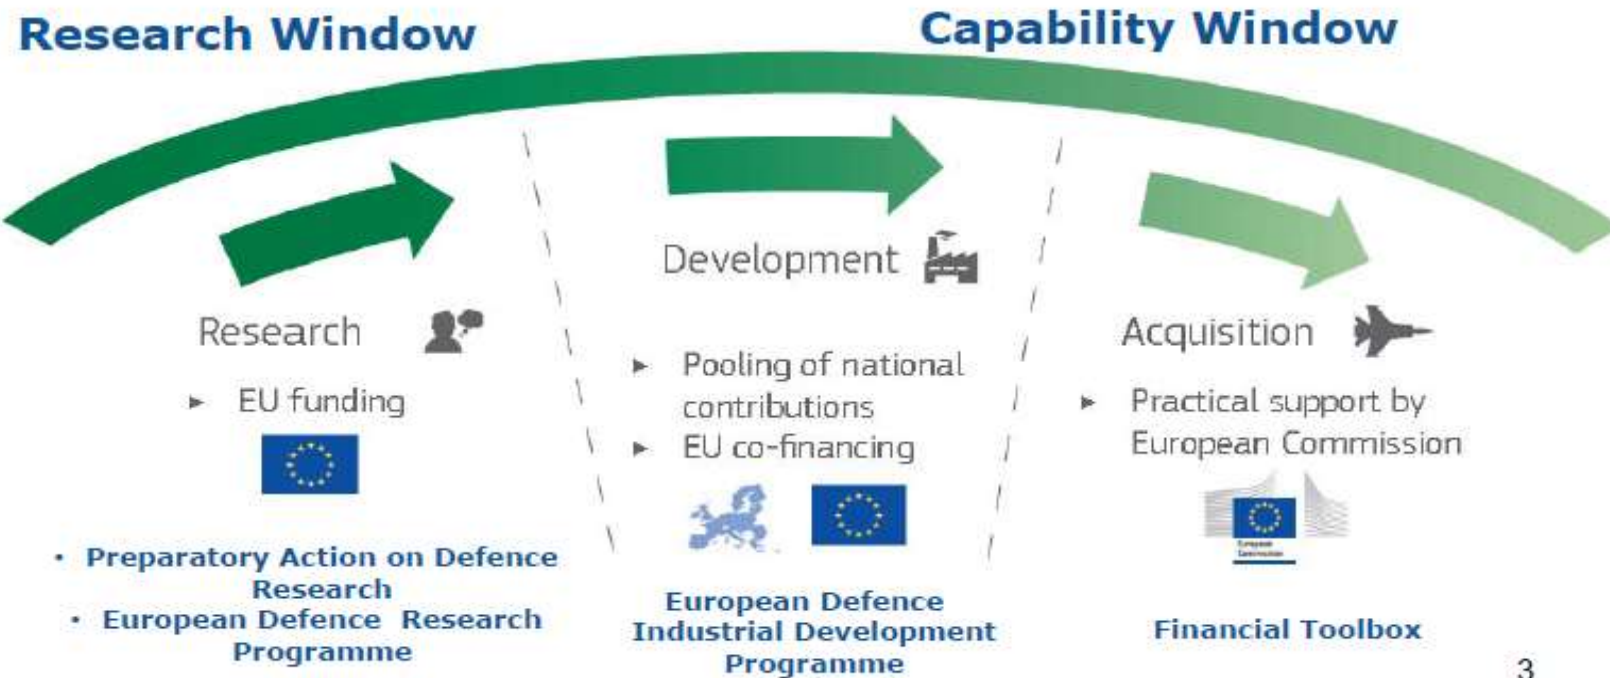 Research Window
Capability Window
Research
► EU funding
• Preparatory Action on Defence
Research
• European Defence Research
Programme
Development
► Pooling of national
contributions
► EU co-financing
European Defence
Industrial Development
Programme
Acquisition
► Practical support by
European Commission
European
Commission
Financial Toolbox
3